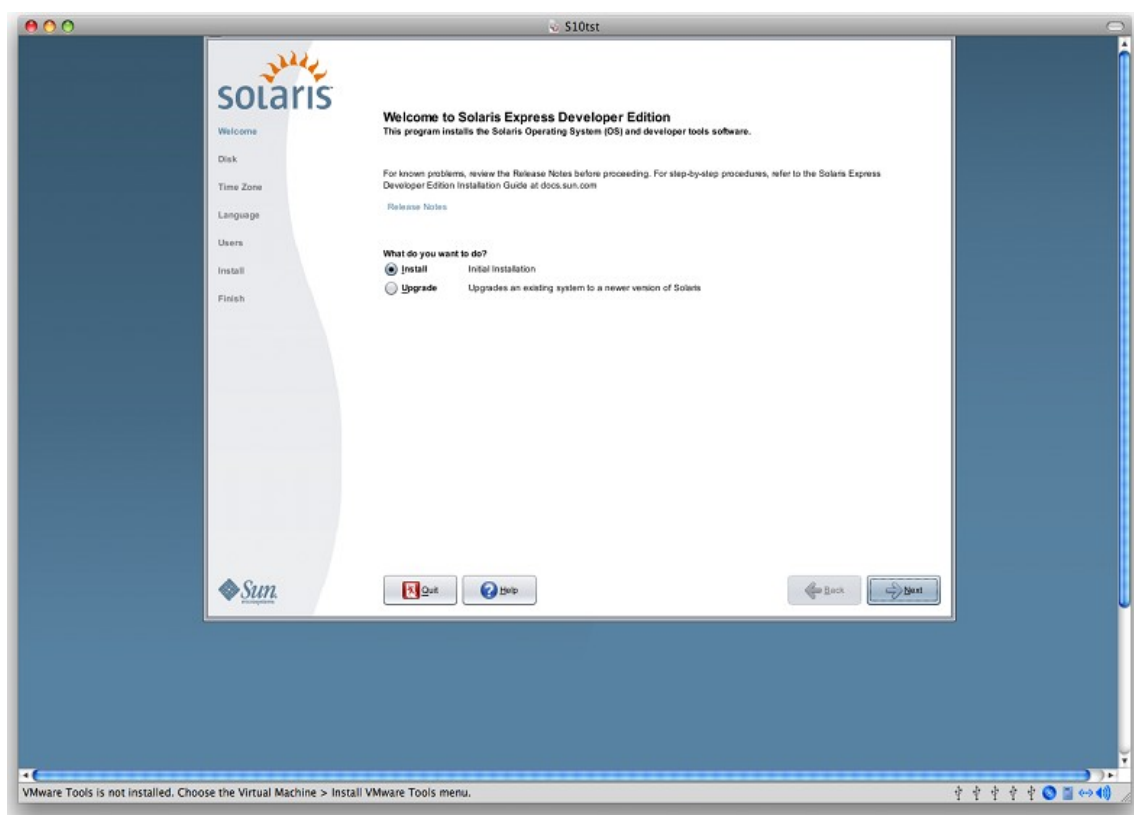 S10tst
solaris
Welcome
Disk
Time Zone
Language
Users
Install
Finish
Welcome to Solaris Express Developer Edition
This program installs the Solaris Operating System (OS) and developer tools software.
For known problems, review the Release Notes before proceeding. For step-by-step procedures, refer to the Solaris Express
Developer Edition Installation Guide at docs.sun.com
Release Notes
What do you want to do?
Install Initial Installation
Upgrade Upgrades an existing system to a newer version of Solaris
Sun
microsystems
Quit Help Back Next
VMware Tools is not installed. Choose the Virtual Machine > Install VMware Tools menu.